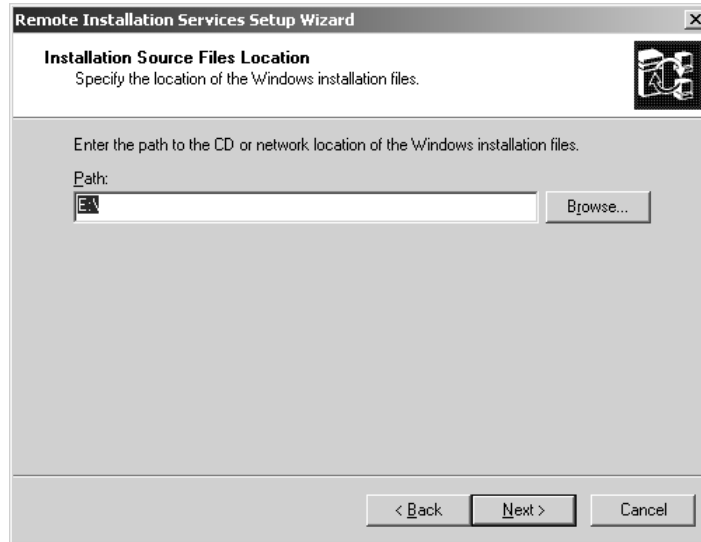 Remote Installation Services Setup Wizard
Installation Source Files Location
Specify the location of the Windows installation files.
Enter the path to the CD or network location of the Windows installation files.
Path:
E:\
Browse...
< Back
Next >
Cancel